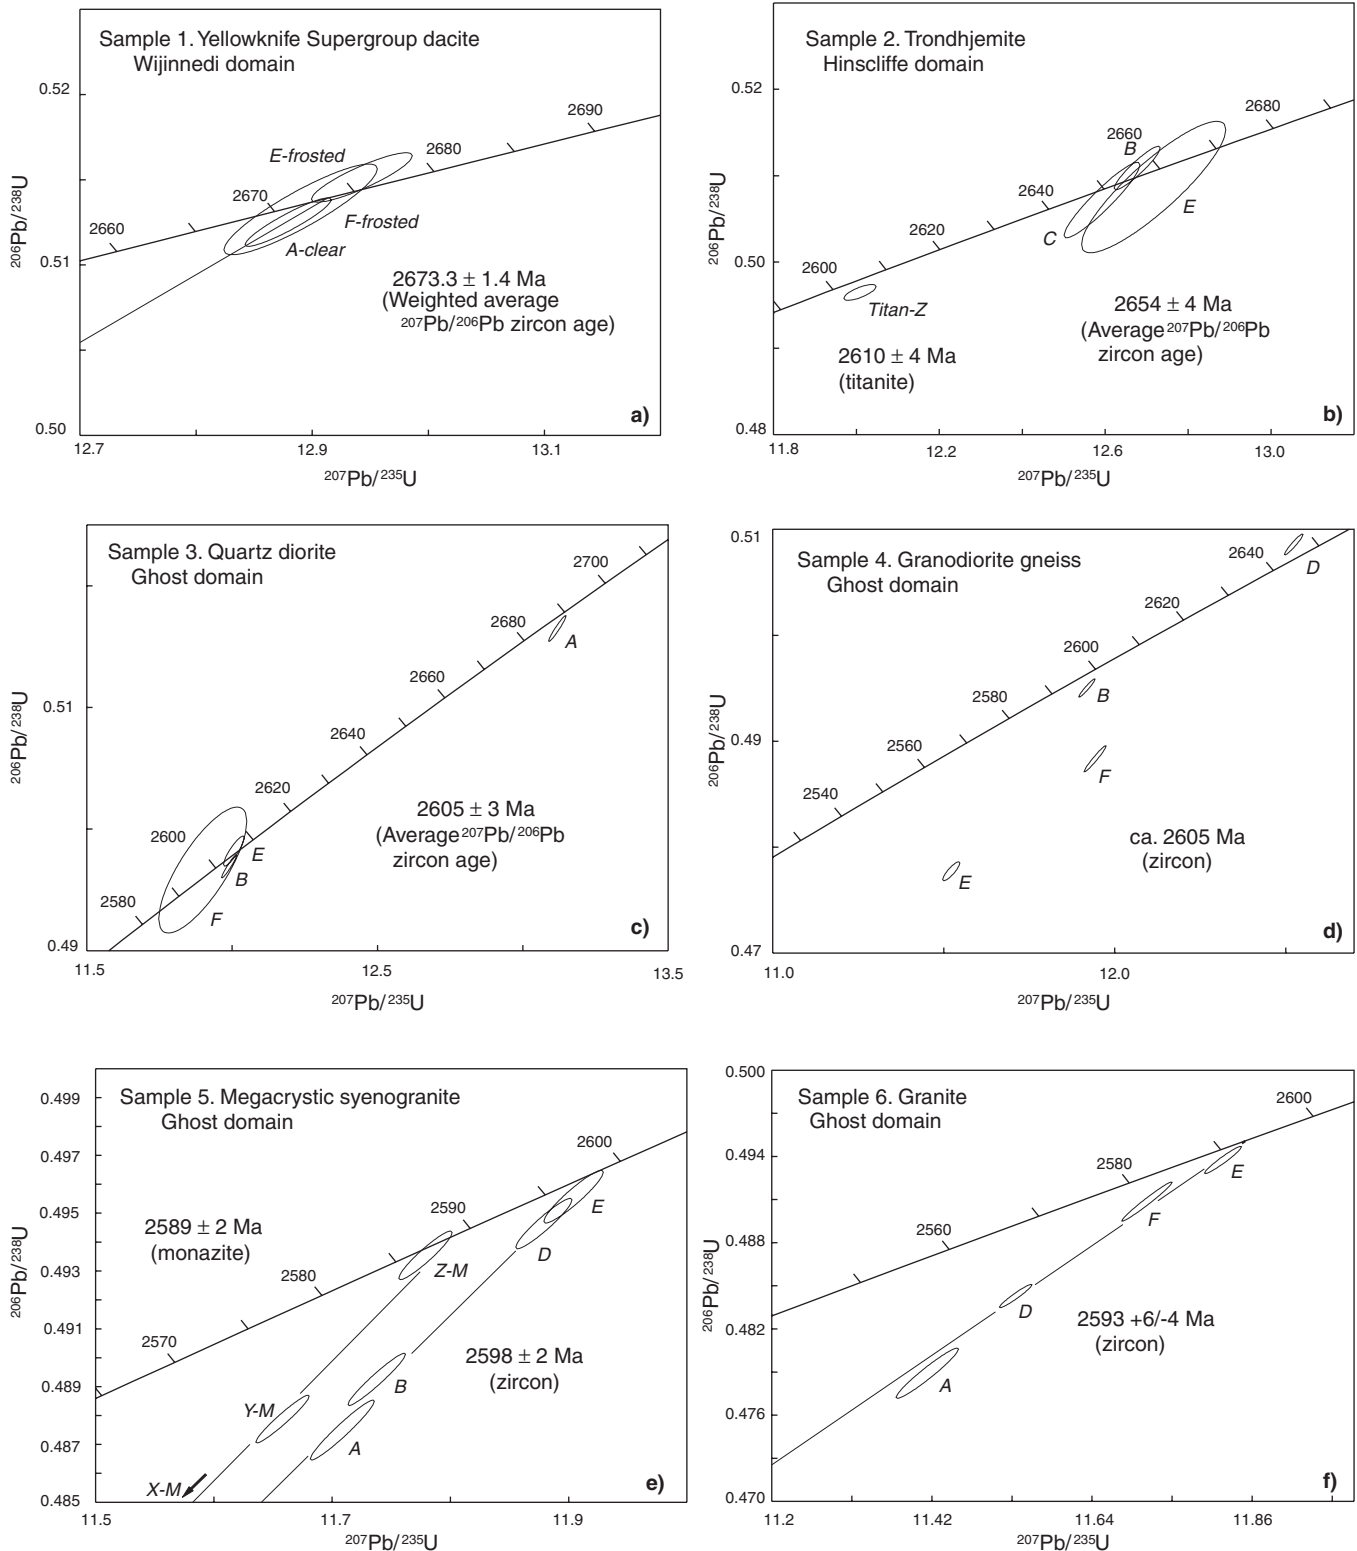 Sample 1. Yellowknife Supergroup dacite
Wijinnedi domain
0.52
0.51
0.50
206Pb/238U
2660
2670
2680
2690
E-frosted
F-frosted
A-clear
2673.3 ± 1.4 Ma
(Weighted average
207Pb/206Pb zircon age)
a)
12.7
12.9
13.1
207Pb/235U
Sample 2. Trondhjemite
Hinscliffe domain
0.52
0.50
0.48
206Pb/238U
2600
2620
2640
2660
2680
B
C
E
Titan-Z
2654 ± 4 Ma
(Average 207Pb/206Pb
zircon age)
2610 ± 4 Ma
(titanite)
b)
11.8
12.2
12.6
13.0
207Pb/235U
Sample 3. Quartz diorite
Ghost domain
0.51
0.49
206Pb/238U
2580
2600
2620
2640
2660
2680
2700
A
E
B
F
2605 ± 3 Ma
(Average 207Pb/206Pb
zircon age)
c)
11.5
12.5
13.5
207Pb/235U
Sample 4. Granodiorite gneiss
Ghost domain
0.51
0.49
0.47
206Pb/238U
2540
2560
2580
2600
2620
2640
D
B
F
E
ca. 2605 Ma
(zircon)
d)
11.0
12.0
207Pb/235U
Sample 5. Megacrystic syenogranite
Ghost domain
0.499
0.497
0.495
0.493
0.491
0.489
0.487
0.485
206Pb/238U
2570
2580
2590
2600
2589 ± 2 Ma
(monazite)
E
D
Z-M
B
Y-M
A
X-M
2598 ± 2 Ma
(zircon)
e)
11.5
11.7
11.9
207Pb/235U
Sample 6. Granite
Ghost domain
0.500
0.494
0.488
0.482
0.476
0.470
206Pb/238U
2560
2580
2600
E
F
D
A
2593 +6/-4 Ma
(zircon)
f)
11.2
11.42
11.64
11.86
207Pb/235U